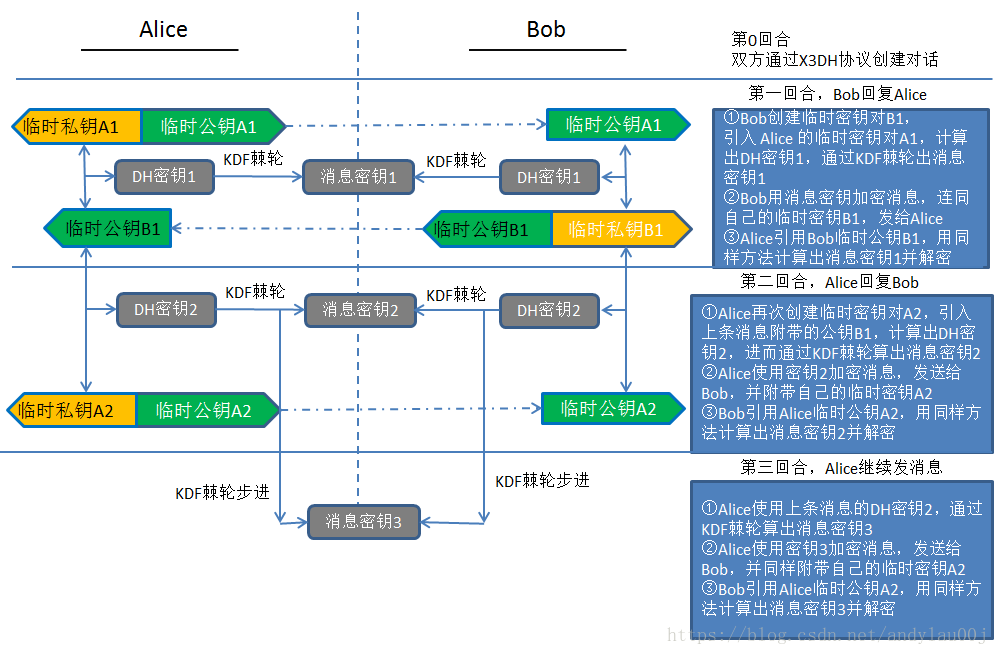 Alice
Bob
第0回合
双方通过X3DH协议创建对话
第一回合，Bob回复Alice
临时私钥A1
临时公钥A1
临时公钥A1
DH密钥1
KDF棘轮
消息密钥1
KDF棘轮
DH密钥1
临时公钥B1
临时公钥B1
临时私钥B1
①Bob创建临时密钥对B1，
引入 Alice 的临时密钥对A1，计算
出DH密钥1，通过KDF棘轮出消息
密钥1
②Bob用消息密钥加密消息，连同
自己的临时密钥B1，发给Alice
③Alice引用Bob临时公钥B1，用同
样方法计算出消息密钥1并解密
第二回合，Alice回复Bob
DH密钥2
KDF棘轮
消息密钥2
KDF棘轮
DH密钥2
临时私钥A2
临时公钥A2
临时公钥A2
①Alice再次创建临时密钥对A2，引入
上条消息附带的公钥B1，计算出DH密
钥2，进而通过KDF棘轮算出消息密钥2
②Alice使用密钥2加密消息，发送给
Bob，并附带自己的临时密钥A2
③Bob引用Alice临时公钥A2，用同样
方法计算出消息密钥2并解密
第三回合，Alice继续发消息
KDF棘轮步进
KDF棘轮步进
消息密钥3
①Alice使用上条消息的DH密钥2，通过
KDF棘轮算出消息密钥3
②Alice使用密钥3加密消息，发送给
Bob，并同样附带自己的临时密钥A2
③Bob引用Alice临时公钥A2，用同样方
法计算出消息密钥3并解密
https://blog.csdn.net/andylau00j